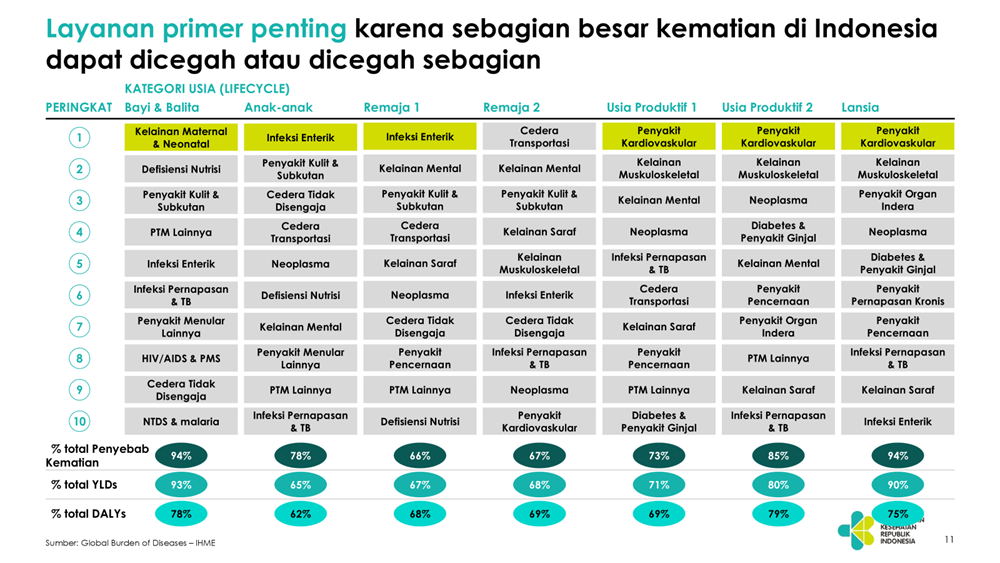 Layanan primer penting karena sebagian besar kematian di Indonesia
dapat dicegah atau dicegah sebagian
KATEGORI USIA (LIFECYCLE)
PERINGKAT Bayi & Balita Anak-anak Remaja 1 Remaja 2 Usia Produktif 1 Usia Produktif 2 Lansia
1 Kelainan Maternal & Neonatal Infeksi Enterik Infeksi Enterik Cedera Transportasi Penyakit Kardiovaskular Penyakit Kardiovaskular Penyakit Kardiovaskular
2 Defisiensi Nutrisi Penyakit Kulit & Subkutan Kelainan Mental Kelainan Mental Kelainan Muskuloskeletal Kelainan Muskuloskeletal Kelainan Muskuloskeletal
3 Penyakit Kulit & Subkutan Cedera Tidak Disengaja Penyakit Kulit & Subkutan Penyakit Kulit & Subkutan Kelainan Mental Neoplasma Penyakit Organ Indera
4 PTM Lainnya Cedera Transportasi Cedera Transportasi Kelainan Saraf Neoplasma Diabetes & Penyakit Ginjal Neoplasma
5 Infeksi Enterik Neoplasma Kelainan Saraf Kelainan Muskuloskeletal Infeksi Pernapasan & TB Kelainan Mental Diabetes & Penyakit Ginjal
6 Infeksi Pernapasan & TB Defisiensi Nutrisi Neoplasma Infeksi Enterik Cedera Transportasi Penyakit Pencernaan Penyakit Pernapasan Kronis
7 Penyakit Menular Lainnya Kelainan Mental Cedera Tidak Disengaja Cedera Tidak Disengaja Kelainan Saraf Penyakit Organ Indera Penyakit Pencernaan
8 HIV/AIDS & PMS Penyakit Menular Lainnya Penyakit Pencernaan Infeksi Pernapasan & TB Penyakit Pencernaan PTM Lainnya Infeksi Pernapasan & TB
9 Cedera Tidak Disengaja PTM Lainnya PTM Lainnya Neoplasma PTM Lainnya Kelainan Saraf Kelainan Saraf
10 NTDS & malaria Infeksi Pernapasan & TB Defisiensi Nutrisi Penyakit Kardiovaskular Diabetes & Penyakit Ginjal Infeksi Pernapasan & TB Infeksi Enterik
% total Penyebab Kematian 94% 78% 66% 67% 73% 85% 94%
% total YLDs 93% 65% 67% 68% 71% 80% 90%
% total DALYs 78% 62% 68% 69% 69% 79% 75%
KESEHATAN
REPUBLIK
INDONESIA
Sumber: Global Burden of Diseases – IHME
11